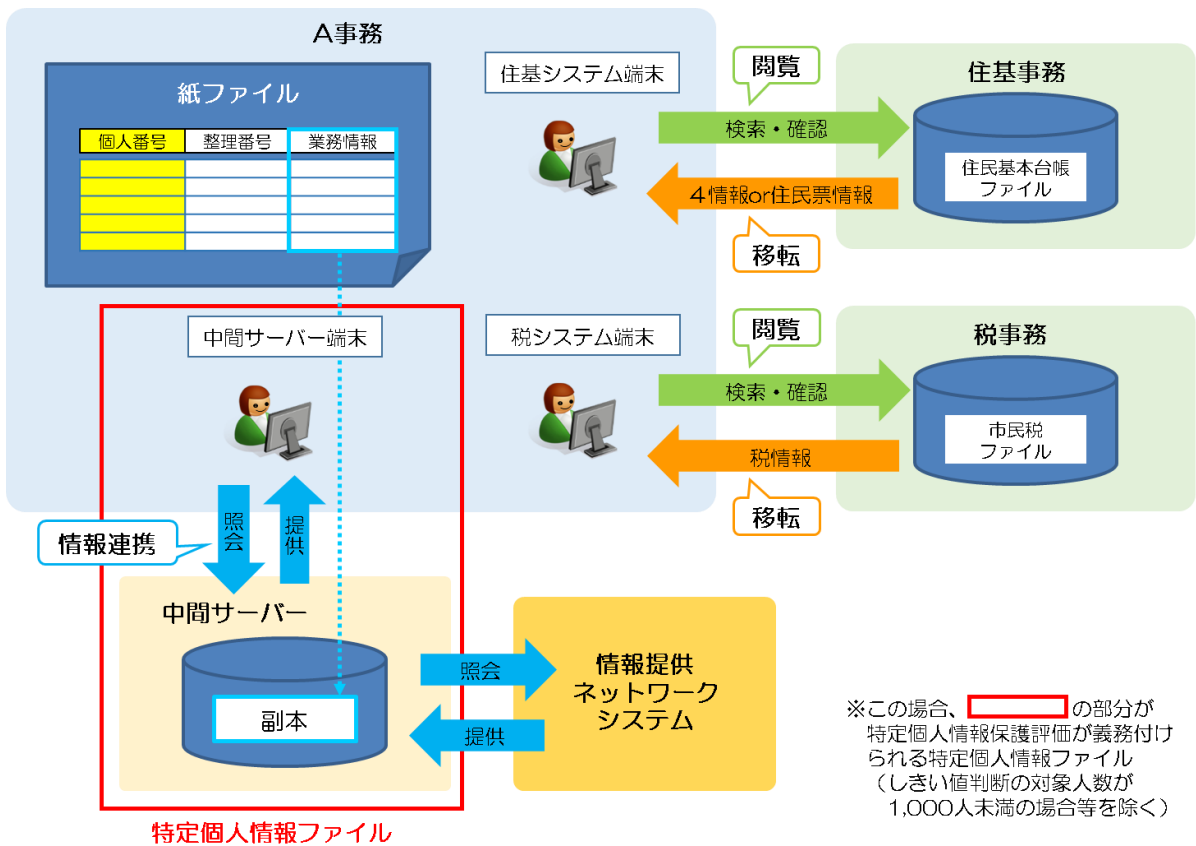 A事務
紙ファイル
個人番号 整理番号 業務情報
住基システム端末
閲覧
検索・確認
4情報or住民票情報
移転
住基事務
住民基本台帳
ファイル
中間サーバー端末
税システム端末
閲覧
検索・確認
税情報
移転
税事務
市民税
ファイル
情報連携
照会
提供
中間サーバー
副本
照会
提供
情報提供
ネットワーク
システム
特定個人情報ファイル
※この場合、 の部分が
特定個人情報保護評価が義務付け
られる特定個人情報ファイル
（しきい値判断の対象人数が
1,000人未満の場合等を除く）